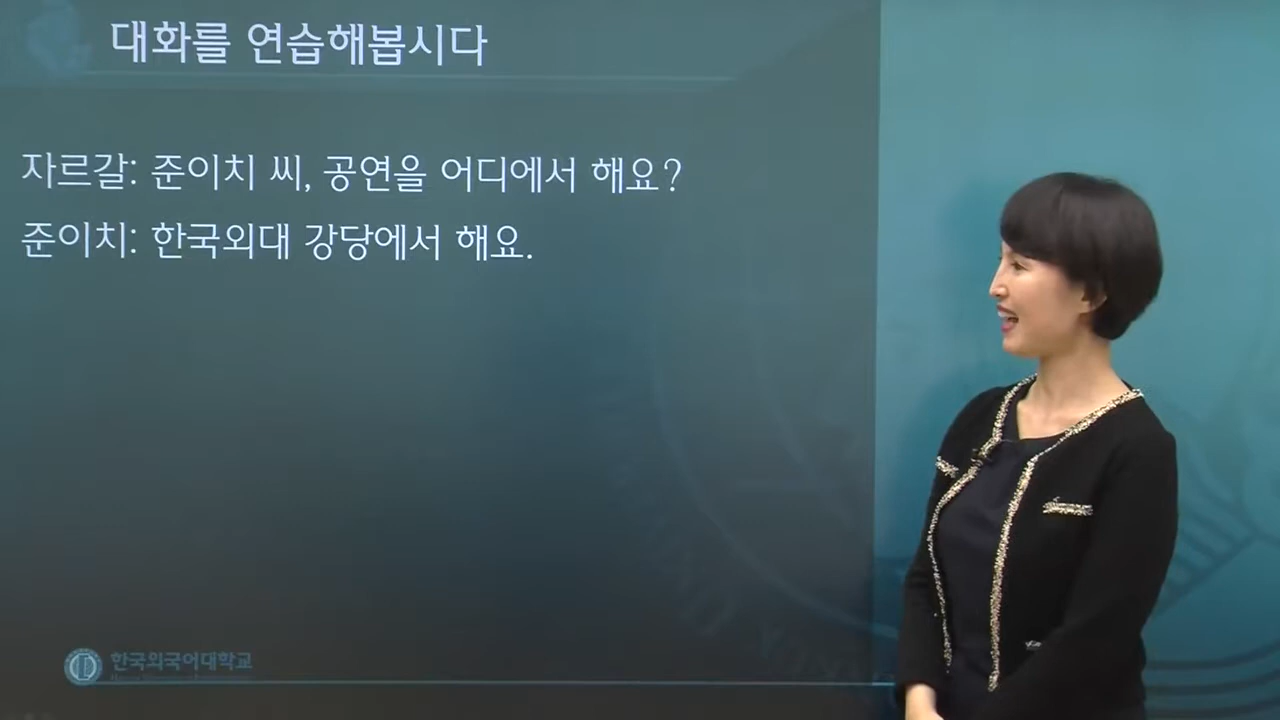 대화를 연습해봅시다
자르갈: 준이치 씨, 공연을 어디에서 해요?
준이치: 한국외대 강당에서 해요.
한국외국어대학교